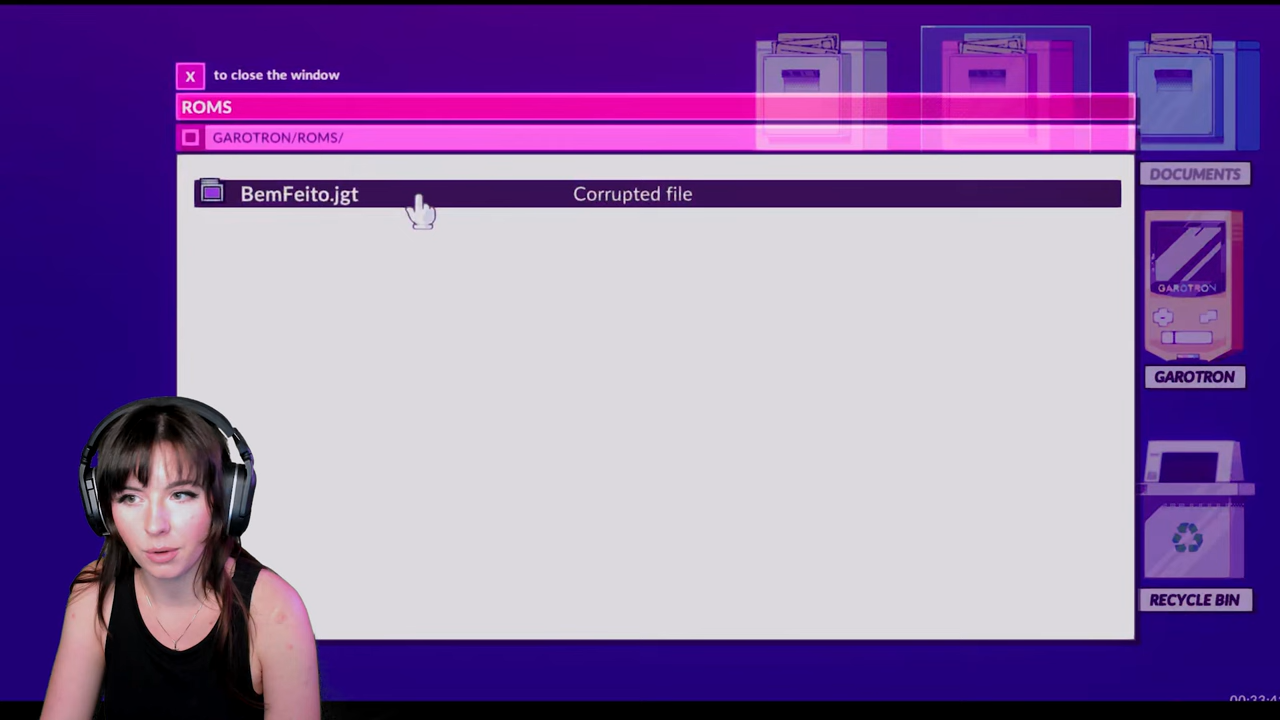 X to close the window
ROMS
GAROTRON/ROMS/
BemFeito.jgt Corrupted file
DOCUMENTS
GAROTRON
GAROTRON
RECYCLE BIN